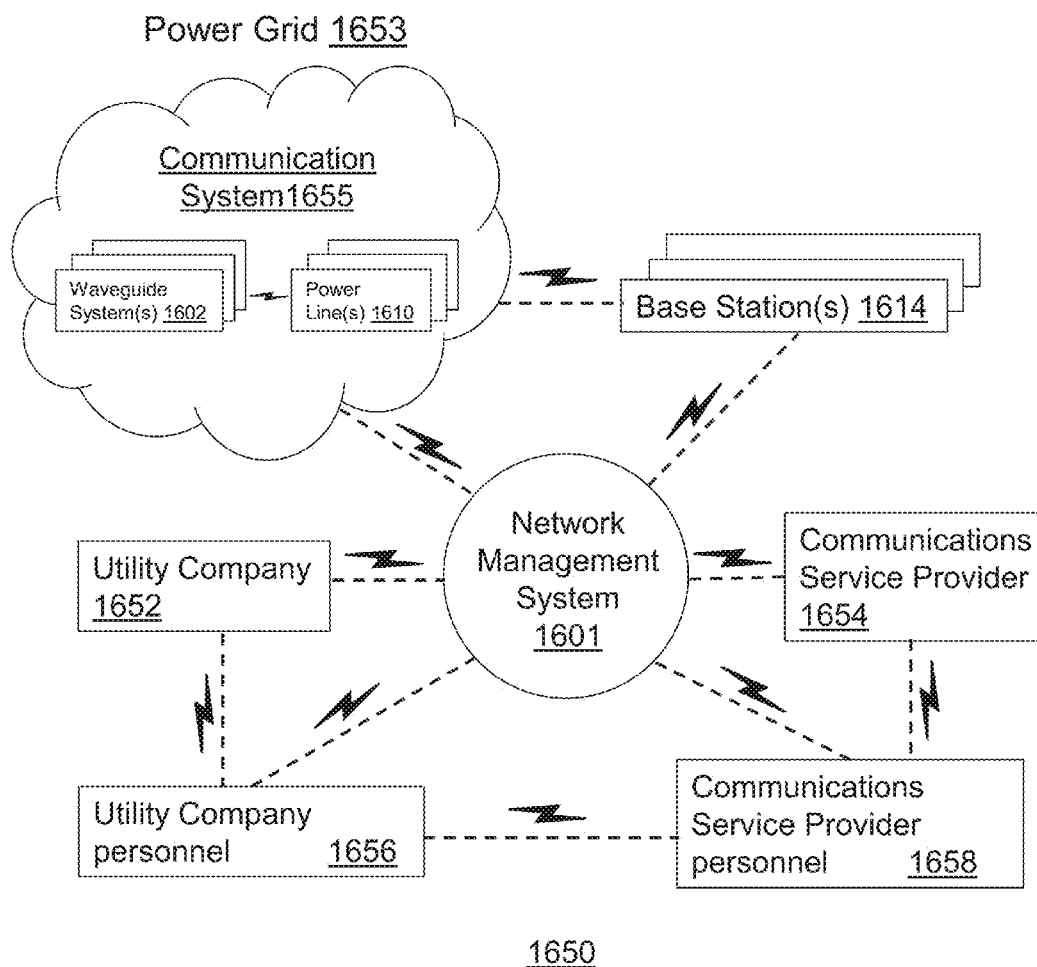 Power Grid 1653
Communication
System1655
Waveguide
System(s) 1602
Power
Line(s) 1610
Base Station(s) 1614
Network
Management
System
1601
Utility Company
1652
Communications
Service Provider
1654
Utility Company
personnel 1656
Communications
Service Provider
personnel 1658
1650